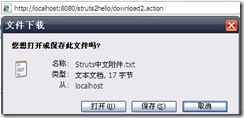 http://localhost:8080/struts2hello/download2.action
文件下载
您想打开或保存此文件吗?
名称: Struts中文附件.txt
类型: 文本文档, 17 字节
从: localhost
打开(O) 保存(S) 取消